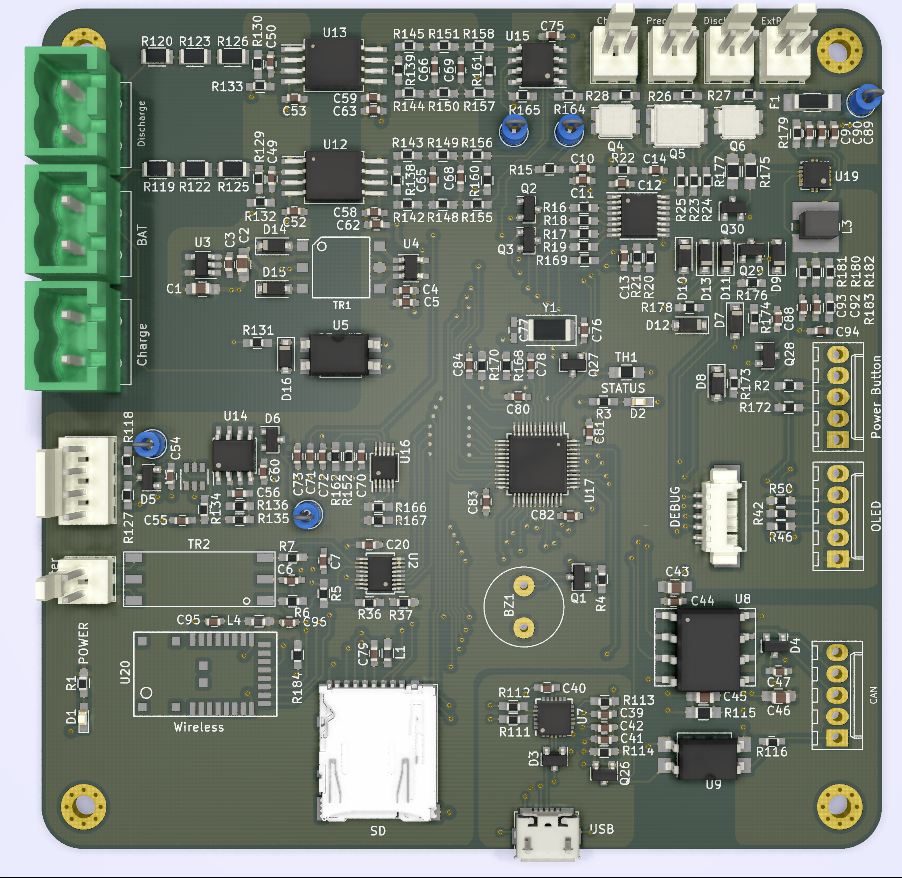 R120
R123
R126
R130
C50
R133
U13
C53
C59
C63
R145
R151
R158
R139
C66
C69
R161
R144
R150
R157
U15
C75
R165
R164
Discharge
R28
R26
R27
F1
Q4
Q5
Q6
R179
C90
C89
U19
R119
R122
R125
R129
C49
R132
U12
C52
C58
C62
R143
R149
R156
R138
C65
C68
R160
R142
R148
R155
R15
C10
R22
C14
C12
Q2
Q3
R16
R18
R17
R19
R169
R25
R23
R24
R177
R175
Q30
L3
BAT
D14
D15
U3
C3
C2
C1
TR1
U4
C4
C5
C13
R21
R20
D13
D11
Q29
D9
R176
R178
D12
D7
R174
C88
R181
R180
R182
C93
C92
R183
C94
Charge
R131
D16
U5
Y1
C77
C76
C84
R170
R168
C78
Q27
TH1
STATUS
R3
D2
C80
C81
D8
R173
Q28
R2
R172
Power Button
R118
C54
U14
D6
C60
D5
R127
C55
R134
C56
R136
R135
C73
C71
C72
R152
C70
U16
R166
R167
U17
C83
C82
DEBUG
R50
R42
R46
OLED
TR2
R7
C6
C7
R5
R6
C20
U2
R36
R37
BZ1
Q1
R4
C43
C44
U8
D4
C47
C46
C45
R115
R116
U9
CAN
POWER
R1
D1
C95
L4
C96
U20
Wireless
R184
C79
L1
SD
R112
R111
C40
U7
D3
R113
C39
C42
C41
R114
Q26
USB